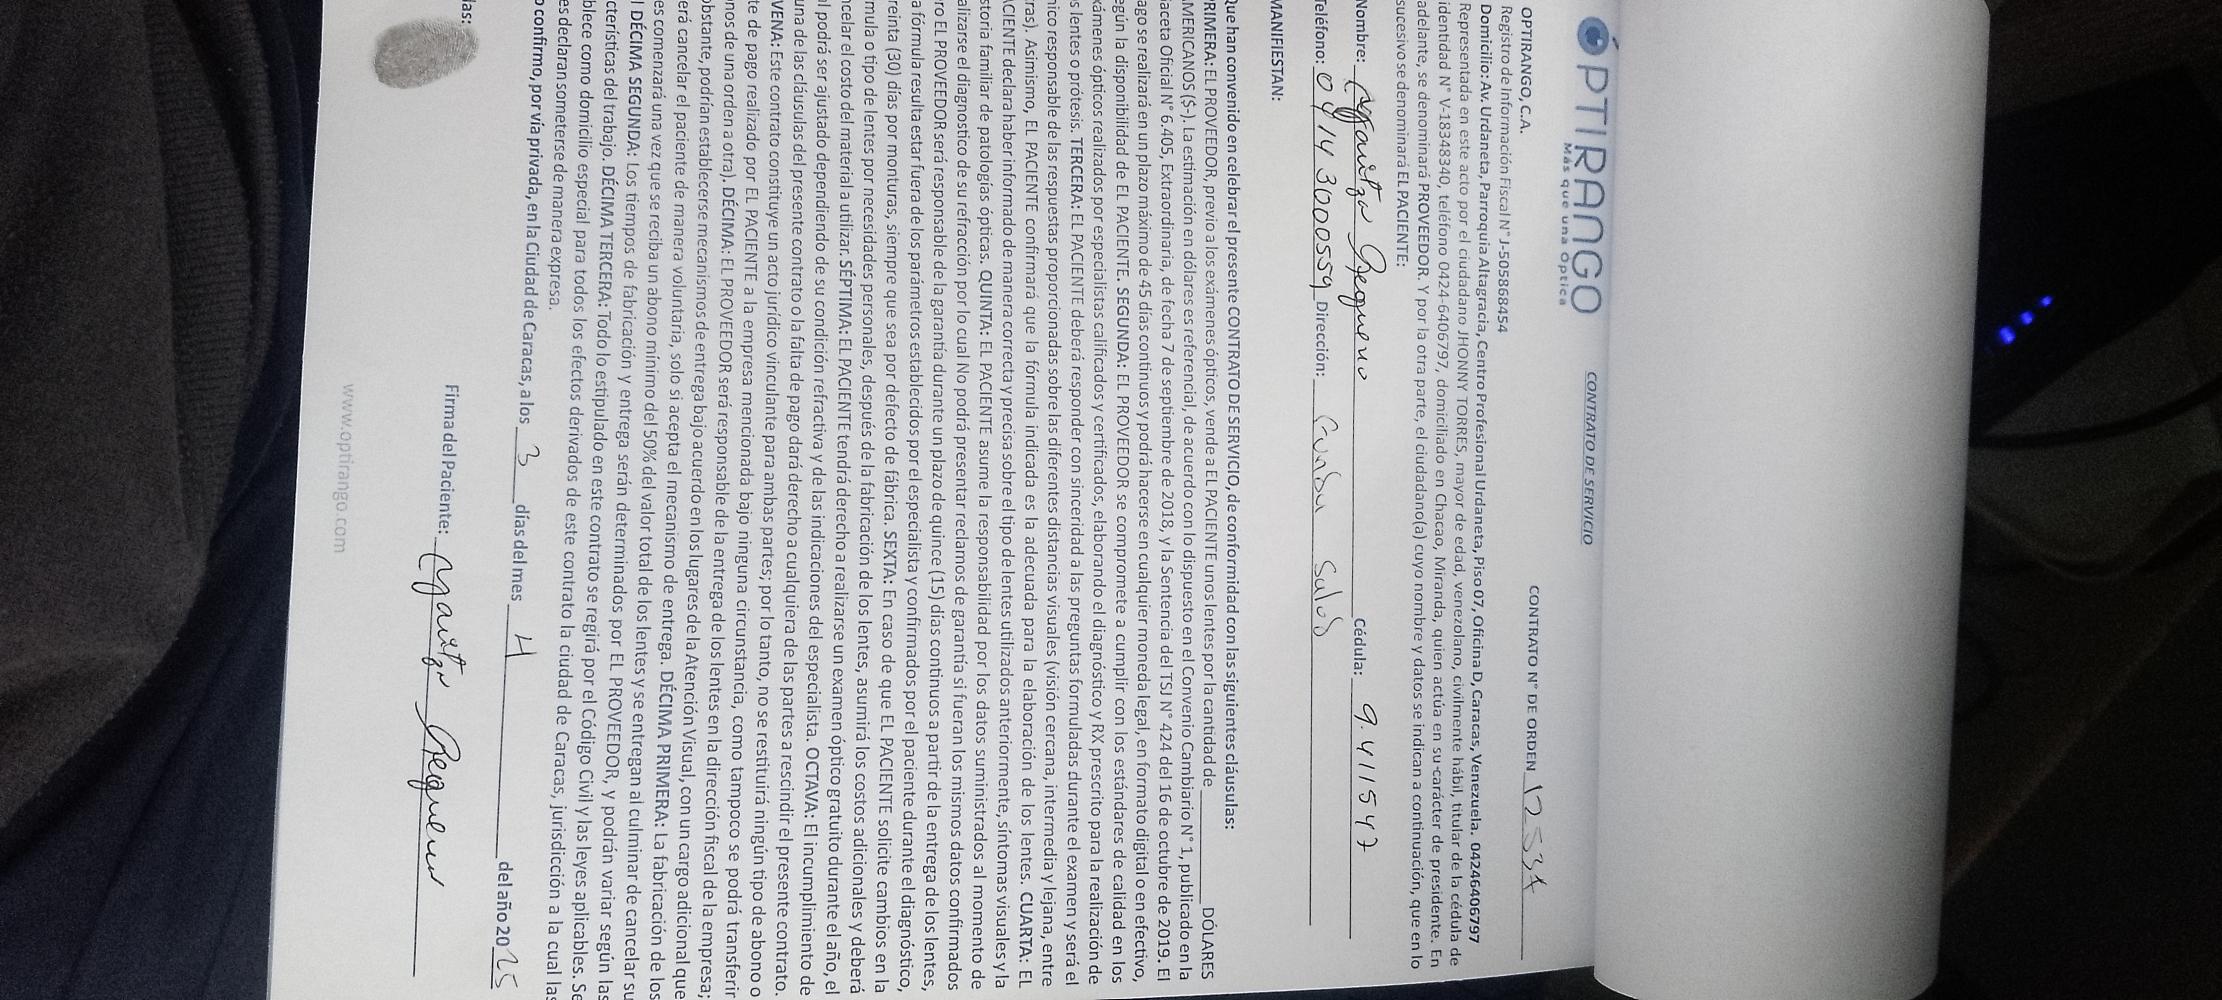 OPTIRANGO
Más que una Óptica
CONTRATO DE SERVICIO
CONTRATO N° DE ORDEN
OPTIRANGO, C.A.
Registro de Información Fiscal N° J-505868454
Domicilio: Av. Urdaneta, Parroquia Altagracia, Centro Profesional Urdaneta, Piso 07, Oficina D, Caracas, Venezuela. 04246406797
Representada en este acto por el ciudadano JHONNY TORRES, mayor de edad, venezolano, civilmente hábil, titular de la cédula de
identidad N° V-18348340, teléfono 0424-6406797, domiciliado en Chacao, Miranda, quien actúa en su carácter de presidente. En
adelante, se denominará PROVEEDOR. Y por la otra parte, el ciudadano(a) cuyo nombre y datos se indican a continuación, que en lo
sucesivo se denominará EL PACIENTE:
Nombre: Cédula: 9.411547
Teléfono: 04143000559 Dirección:
MANIFIESTAN:
Que han convenido en celebrar el presente CONTRATO DE SERVICIO, de conformidad con las siguientes cláusulas:
PRIMERA: EL PROVEEDOR, previo a los exámenes ópticos, vende a EL PACIENTE unos lentes por la cantidad de DÓLARES
AMERICANOS ($-). La estimación en dólares es referencial, de acuerdo con lo dispuesto en el Convenio Cambiario N° 1, publicado en la
Gaceta Oficial N° 6.405, Extraordinaria, de fecha 7 de septiembre de 2018, y la Sentencia del TSJ N° 424 del 16 de octubre de 2019. El
pago se realizará en un plazo máximo de 45 días continuos y podrá hacerse en cualquier moneda legal, en formato digital o en efectivo,
según la disponibilidad de EL PACIENTE. SEGUNDA: EL PROVEEDOR se compromete a cumplir con los estándares de calidad en los
exámenes ópticos realizados por especialistas calificados y certificados, elaborando el diagnóstico y RX prescrito para la realización de
s lentes o prótesis. TERCERA: EL PACIENTE deberá responder con sinceridad a las preguntas formuladas durante el examen y será el
nico responsable de las respuestas proporcionadas sobre las diferentes distancias visuales (visión cercana, intermedia y lejana, entre
ras). Asimismo, EL PACIENTE confirmará que la fórmula indicada es la adecuada para la elaboración de los lentes. CUARTA: EL
ACIENTE declara haber informado de manera correcta y precisa sobre el tipo de lentes utilizados anteriormente, síntomas visuales y la
storia familiar de patologías ópticas. QUINTA: EL PACIENTE asume la responsabilidad por los datos suministrados al momento de
alizarse el diagnostico de su refracción por lo cual No podrá presentar reclamos de garantía si fueran los mismos datos confirmados
ro EL PROVEEDOR será responsable de la garantía durante un plazo de quince (15) días continuos a partir de la entrega de los lentes,
a fórmula resulta estar fuera de los parámetros establecidos por el especialista y confirmados por el paciente durante el diagnóstico,
reinta (30) días por monturas, siempre que sea por defecto de fábrica. SEXTA: En caso de que EL PACIENTE solicite cambios en la
mula o tipo de lentes por necesidades personales, después de la fabricación de los lentes, asumirá los costos adicionales y deberá
ncelar el costo del material a utilizar. SÉPTIMA: EL PACIENTE tendrá derecho a realizarse un examen óptico gratuito durante el año, el
l podrá ser ajustado dependiendo de su condición refractiva y de las indicaciones del especialista. OCTAVA: El incumplimiento de
una de las cláusulas del presente contrato o la falta de pago dará derecho a cualquiera de las partes a rescindir el presente contrato.
VENA: Este contrato constituye un acto jurídico vinculante para ambas partes; por lo tanto, no se restituirá ningún tipo de abono o
te de pago realizado por EL PACIENTE a la empresa mencionada bajo ninguna circunstancia, como tampoco se podrá transferir
nos de una orden a otra). DÉCIMA: EL PROVEEDOR será responsable de la entrega de los lentes en la dirección fiscal de la empresa;
obstante, podrían establecerse mecanismos de entrega bajo acuerdo en los lugares de la Atención Visual, con un cargo adicional que
erá cancelar el paciente de manera voluntaria, solo si acepta el mecanismo de entrega. DÉCIMA PRIMERA: La fabricación de los
es comenzará una vez que se reciba un abono mínimo del 50% del valor total de los lentes y se entregan al culminar de cancelar su
l DÉCIMA SEGUNDA: Los tiempos de fabricación y entrega serán determinados por EL PROVEEDOR, y podrán variar según las
cterísticas del trabajo. DÉCIMA TERCERA: Todo lo estipulado en este contrato se regirá por el Código Civil y las leyes aplicables. Se
blece como domicilio especial para todos los efectos derivados de este contrato la ciudad de Caracas, jurisdicción a la cual las
es declaran someterse de manera expresa.
o confirmo, por vía privada, en la Ciudad de Caracas, a los 3 días del mes 4 del año 2025
las:
Firma del Paciente:
www.optirango.com